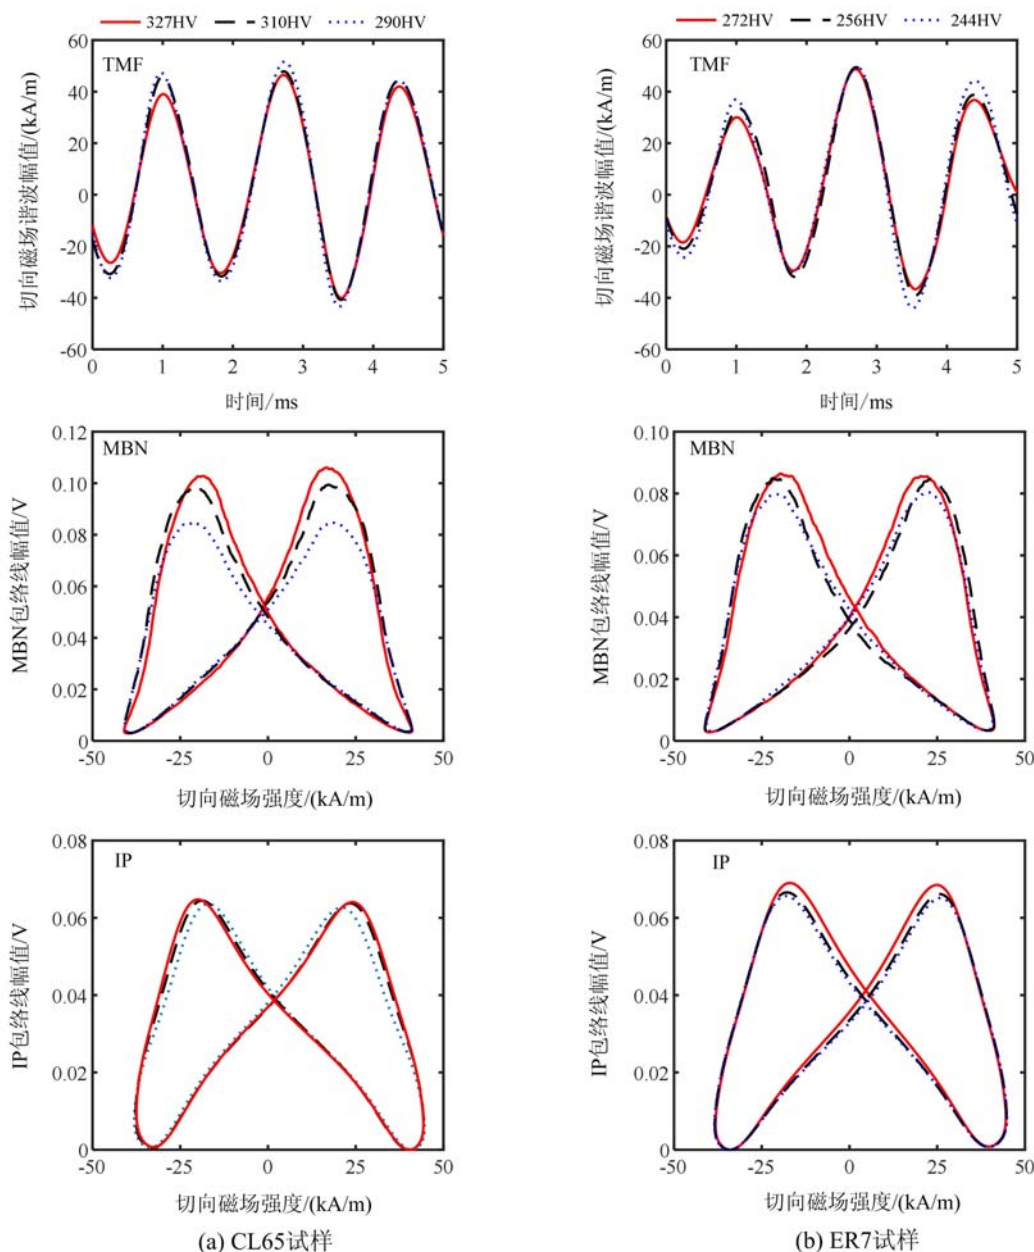 327HV 310HV 290HV
272HV 256HV 244HV
TMF
切向磁场谐波幅值/(kA/m)
60
40
20
0
-20
-40
-60
0 1 2 3 4 5
时间/ms
TMF
切向磁场谐波幅值/(kA/m)
60
40
20
0
-20
-40
-60
0 1 2 3 4 5
时间/ms
MBN
MBN包络线幅值/V
0.12
0.10
0.08
0.06
0.04
0.02
0
-50 -25 0 25 50
切向磁场强度/(kA/m)
MBN
MBN包络线幅值/V
0.10
0.08
0.06
0.04
0.02
0
-50 -25 0 25 50
切向磁场强度/(kA/m)
IP
IP包络线幅值/V
0.08
0.06
0.04
0.02
0
-50 -25 0 25 50
切向磁场强度/(kA/m)
IP
IP包络线幅值/V
0.08
0.06
0.04
0.02
0
-50 -25 0 25 50
切向磁场强度/(kA/m)
(a) CL65试样
(b) ER7试样